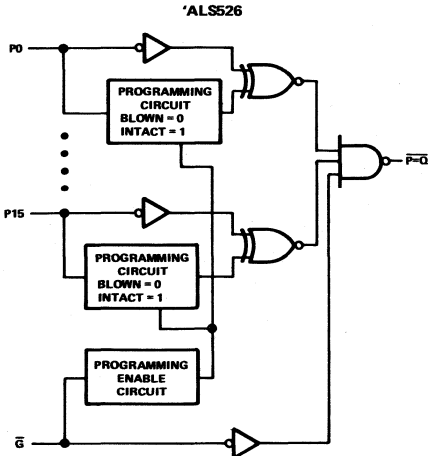 'ALS526
P0
PROGRAMMING
CIRCUIT
BLOWN = 0
INTACT = 1
P=Q
P15
PROGRAMMING
CIRCUIT
BLOWN = 0
INTACT = 1
PROGRAMMING
ENABLE
CIRCUIT
G